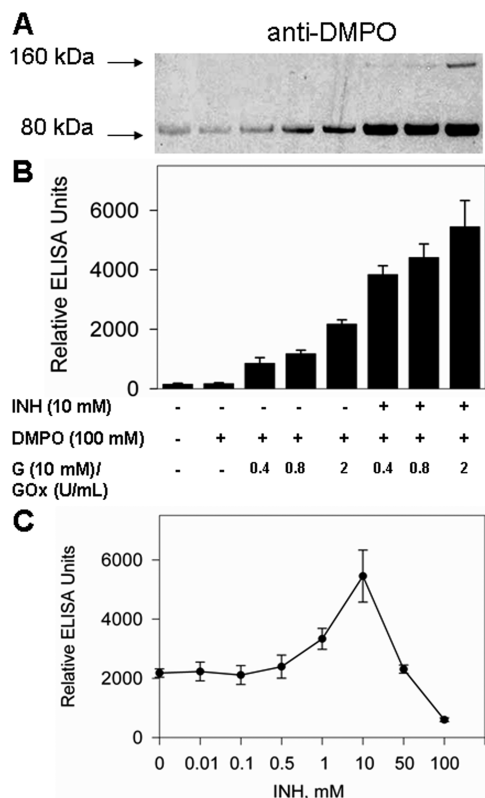 A
anti-DMPO
160 kDa
80 kDa
B
Relative ELISA Units
6000
4000
2000
0
INH (10 mM) - - - - - + + +
DMPO (100 mM) - + + + + + + +
G (10 mM)/
GOx (U/mL) - - 0.4 0.8 2 0.4 0.8 2
C
Relative ELISA Units
6000
4000
2000
0
0 0.01 0.1 0.5 1 10 50 100
INH, mM